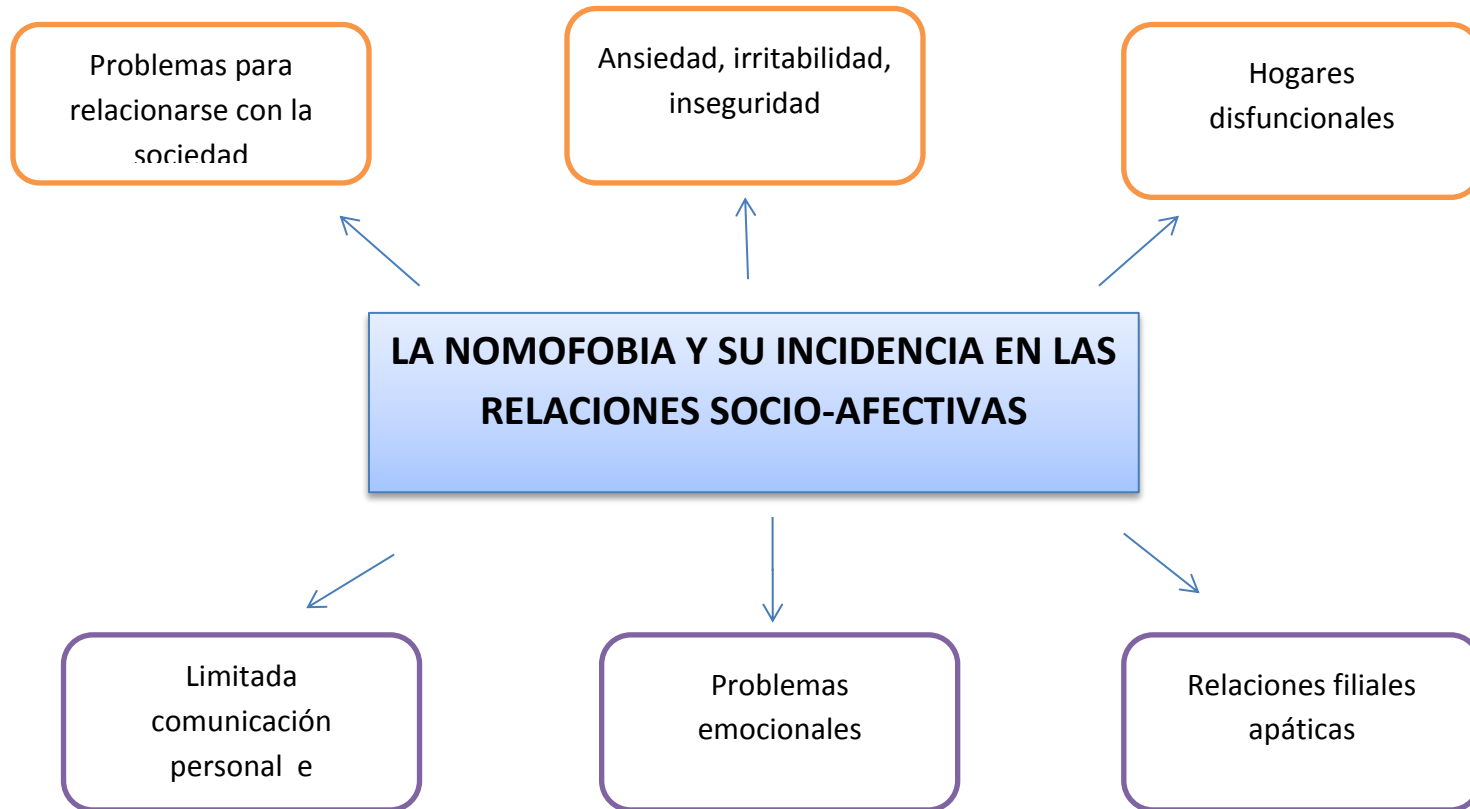 Problemas para
relacionarse con la
sociedad
Ansiedad, irritabilidad,
inseguridad
Hogares
disfuncionales
LA NOMOFOBIA Y SU INCIDENCIA EN LAS
RELACIONES SOCIO-AFECTIVAS
Limitada
comunicación
personal e
Problemas
emocionales
Relaciones filiales
apáticas